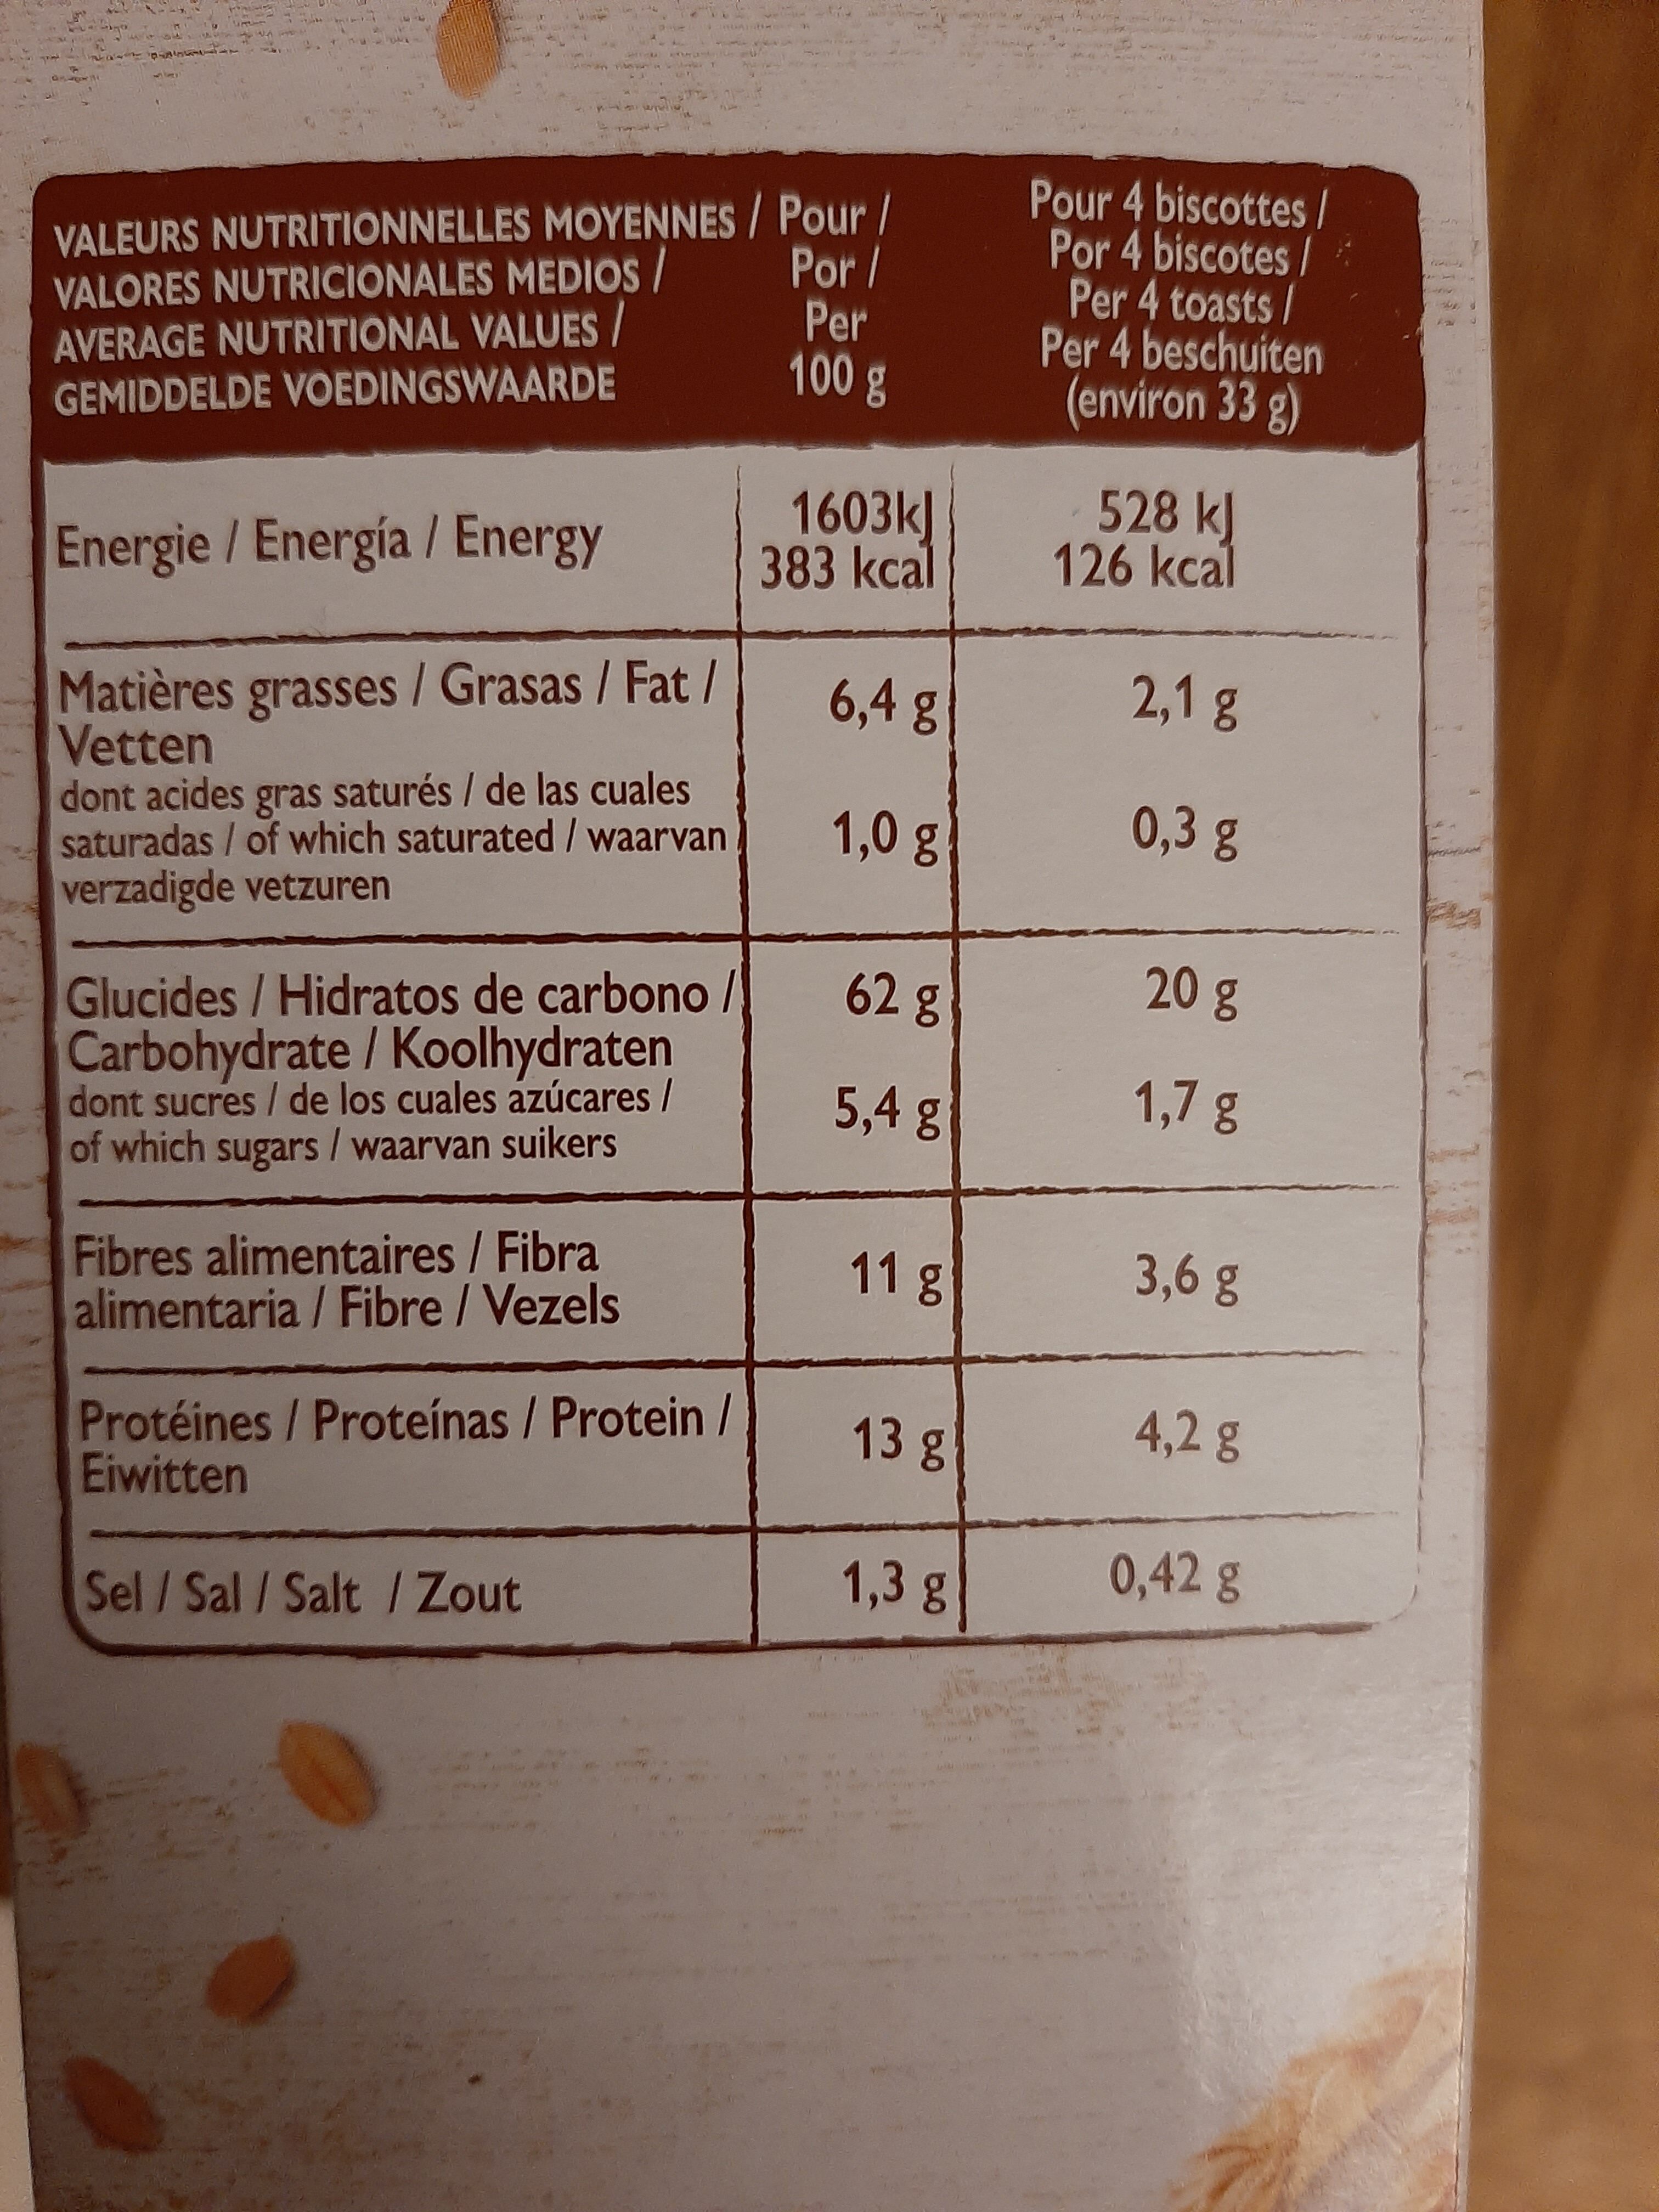 VALEURS NUTRITIONNELLES MOYENNES / Pour / Pour 4 biscottes /
VALORES NUTRICIONALES MEDIOS / Por / Por 4 biscotes /
AVERAGE NUTRITIONAL VALUES / Per Per 4 toasts /
GEMIDDELDE VOEDINGSWAARDE 100 g Per 4 beschuiten
(environ 33 g)
Energie / Energía / Energy 1603kJ 528 kJ
383 kcal 126 kcal
Matières grasses / Grasas / Fat / 6,4 g 2,1 g
Vetten
dont acides gras saturés / de las cuales
saturadas / of which saturated / waarvan 1,0 g 0,3 g
verzadigde vetzuren
Glucides / Hidratos de carbono / 62 g 20 g
Carbohydrate / Koolhydraten
dont sucres / de los cuales azúcares / 5,4 g 1,7 g
of which sugars / waarvan suikers
Fibres alimentaires / Fibra 11 g 3,6 g
alimentaria / Fibre / Vezels
Protéines / Proteínas / Protein / 13 g 4,2 g
Eiwitten
Sel / Sal / Salt / Zout 1,3 g 0,42 g